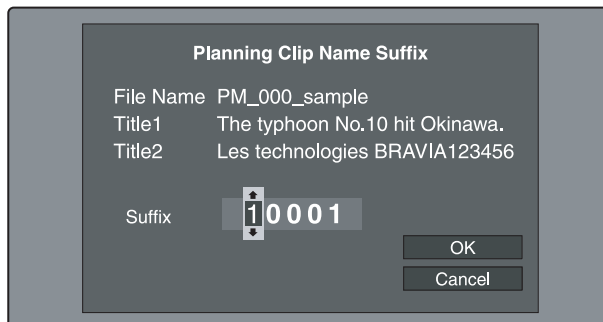 Planning Clip Name Suffix
File Name PM_000_sample
Title1 The typhoon No.10 hit Okinawa.
Title2 Les technologies BRAVIA123456
Suffix 10001
OK
Cancel